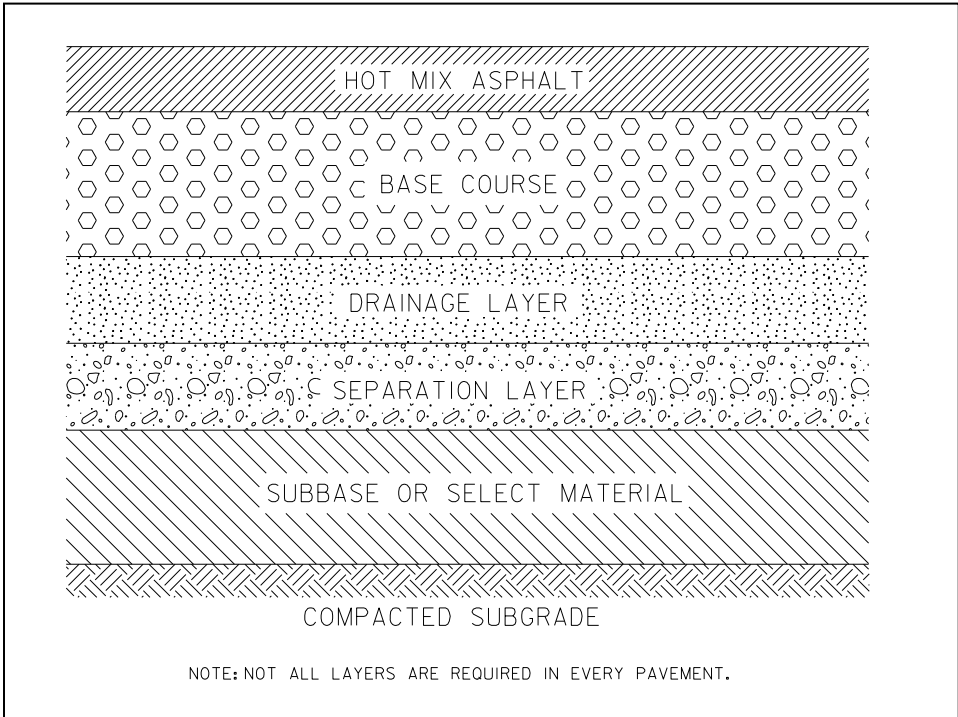 HOT MIX ASPHALT
BASE COURSE
DRAINAGE LAYER
SEPARATION LAYER
SUBBASE OR SELECT MATERIAL
COMPACTED SUBGRADE
NOTE: NOT ALL LAYERS ARE REQUIRED IN EVERY PAVEMENT.